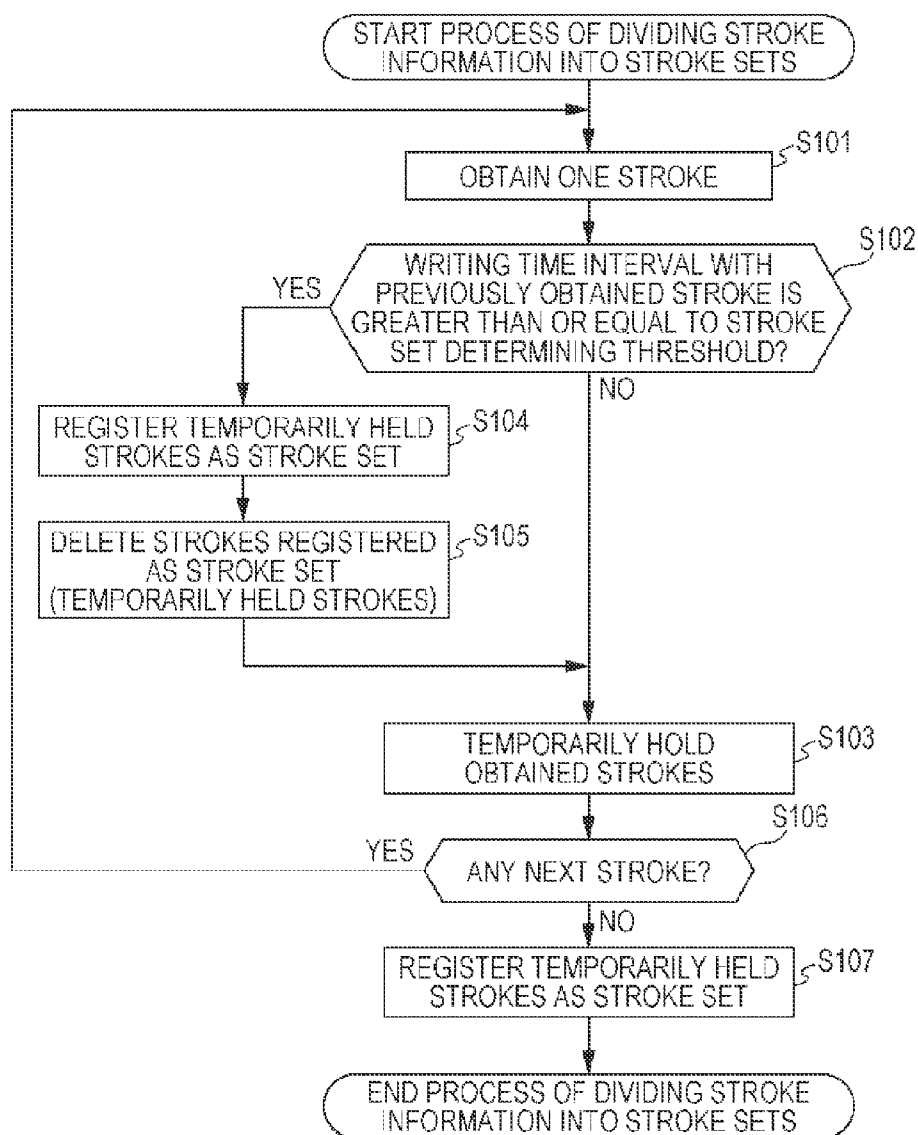 START PROCESS OF DIVIDING STROKE
INFORMATION INTO STROKE SETS
S101
OBTAIN ONE STROKE
S102
WRITING TIME INTERVAL WITH
PREVIOUSLY OBTAINED STROKE IS
GREATER THAN OR EQUAL TO STROKE
SET DETERMINING THRESHOLD?
YES
NO
REGISTER TEMPORARILY HELD
STROKES AS STROKE SET
S104
DELETE STROKES REGISTERED
AS STROKE SET
(TEMPORARILY HELD STROKES)
S105
TEMPORARILY HOLD
OBTAINED STROKES
S103
S106
YES
ANY NEXT STROKE?
NO
REGISTER TEMPORARILY HELD
STROKES AS STROKE SET
S107
END PROCESS OF DIVIDING STROKE
INFORMATION INTO STROKE SETS